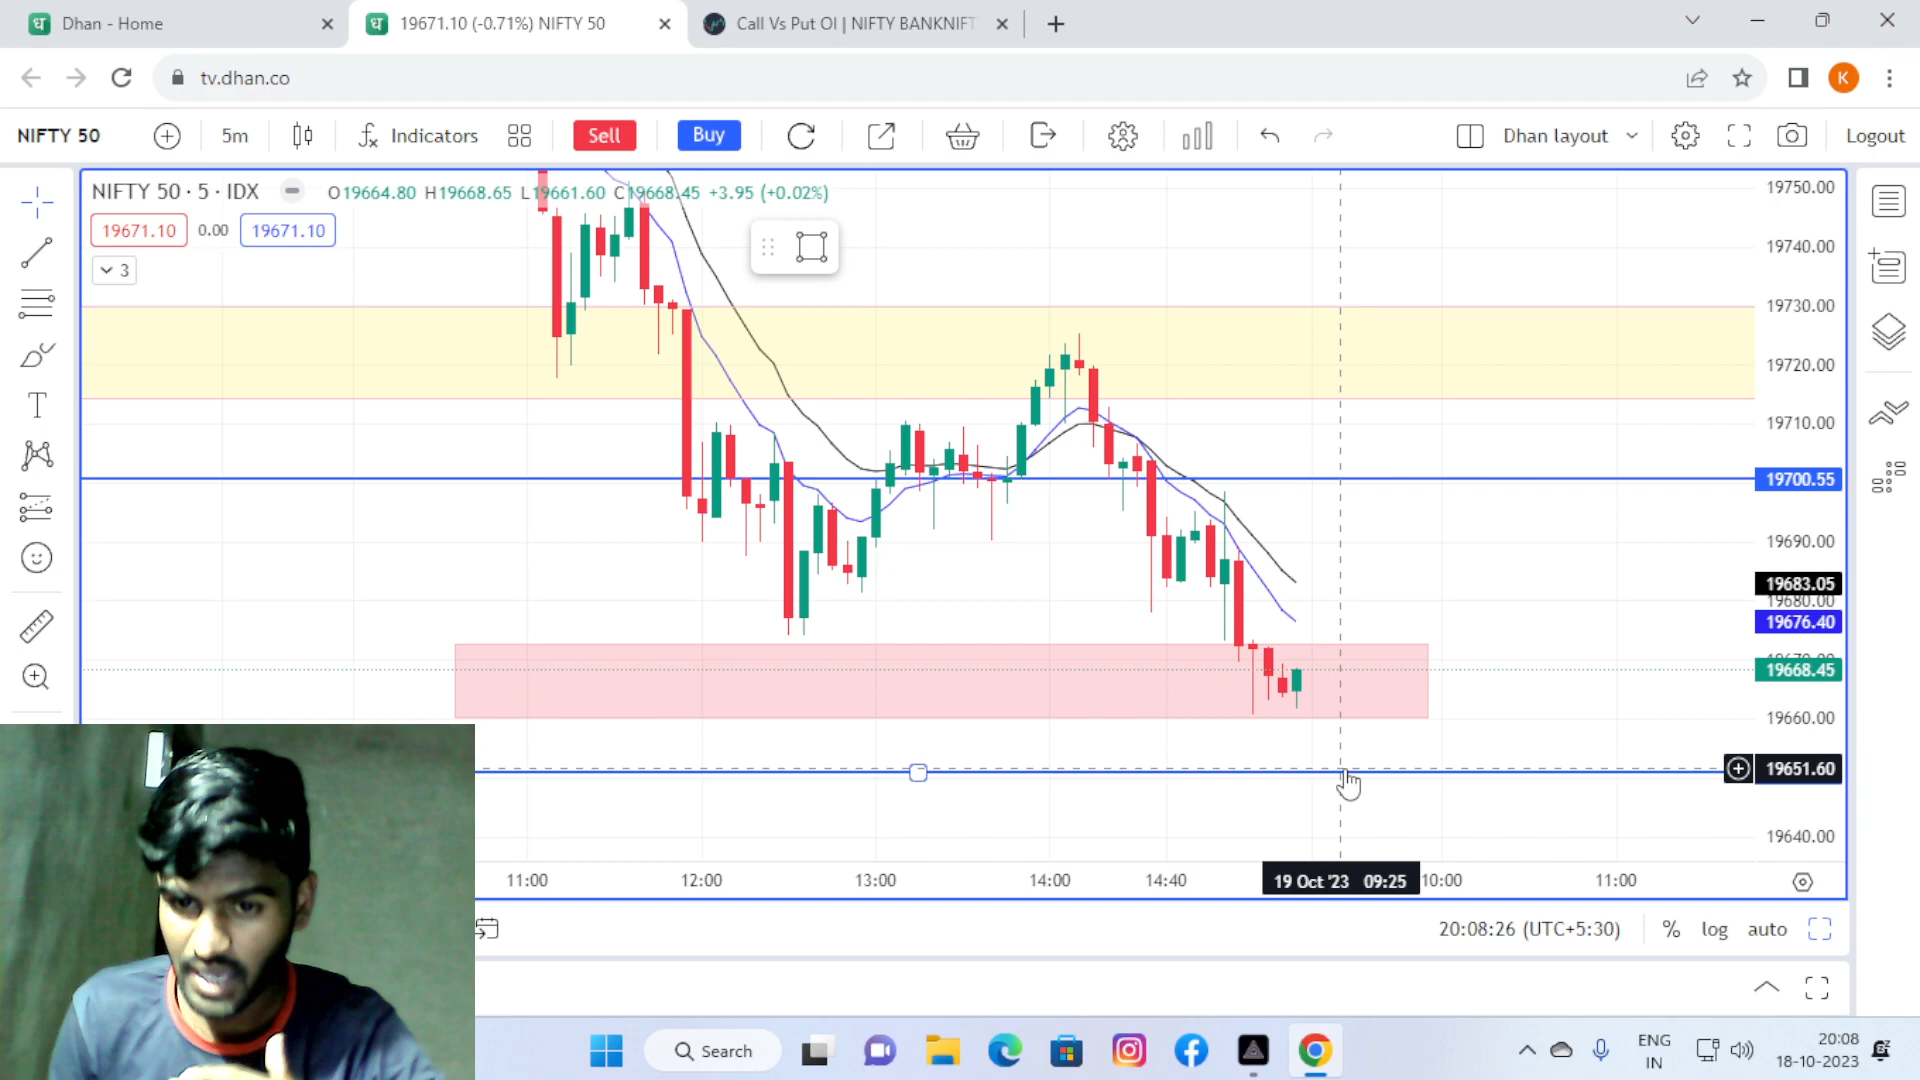 ध Dhan - Home
ध 19671.10 (-0.71%) NIFTY 50
Call Vs Put OI | NIFTY BANKNIFT
tv.dhan.co
K
NIFTY 50
5m
Indicators
Sell
Buy
Dhan layout
Logout
NIFTY 50 · 5 · IDX
O19664.80 H19668.65 L19661.60 C19668.45 +3.95 (+0.02%)
19671.10
0.00
19671.10
3
T
19750.00
19740.00
19730.00
19720.00
19710.00
19700.55
19690.00
19683.05
19680.00
19676.40
19668.45
19660.00
19651.60
19640.00
11:00
12:00
13:00
14:00
14:40
19 Oct '23 09:25
10:00
11:00
20:08:26 (UTC+5:30)
%
log
auto
Search
ENG
IN
20:08
18-10-2023